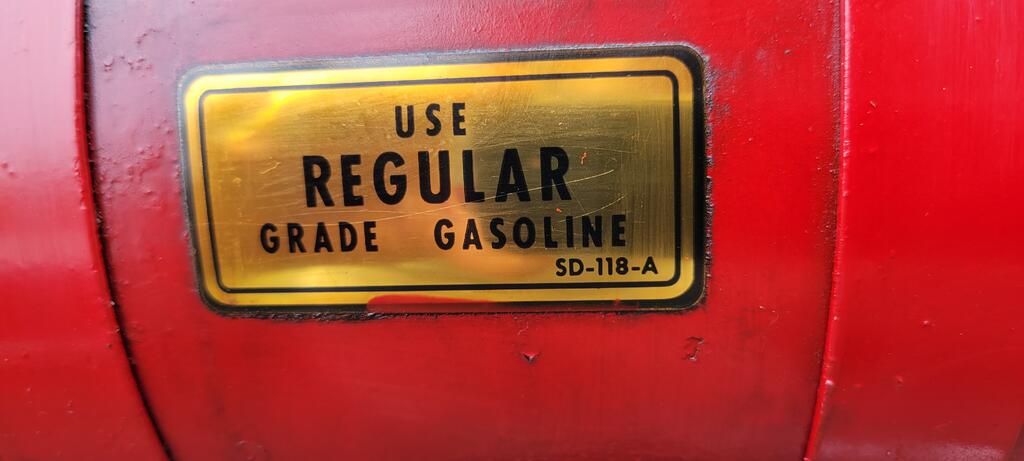 USE
REGULAR
GRADE GASOLINE
SD-118-A